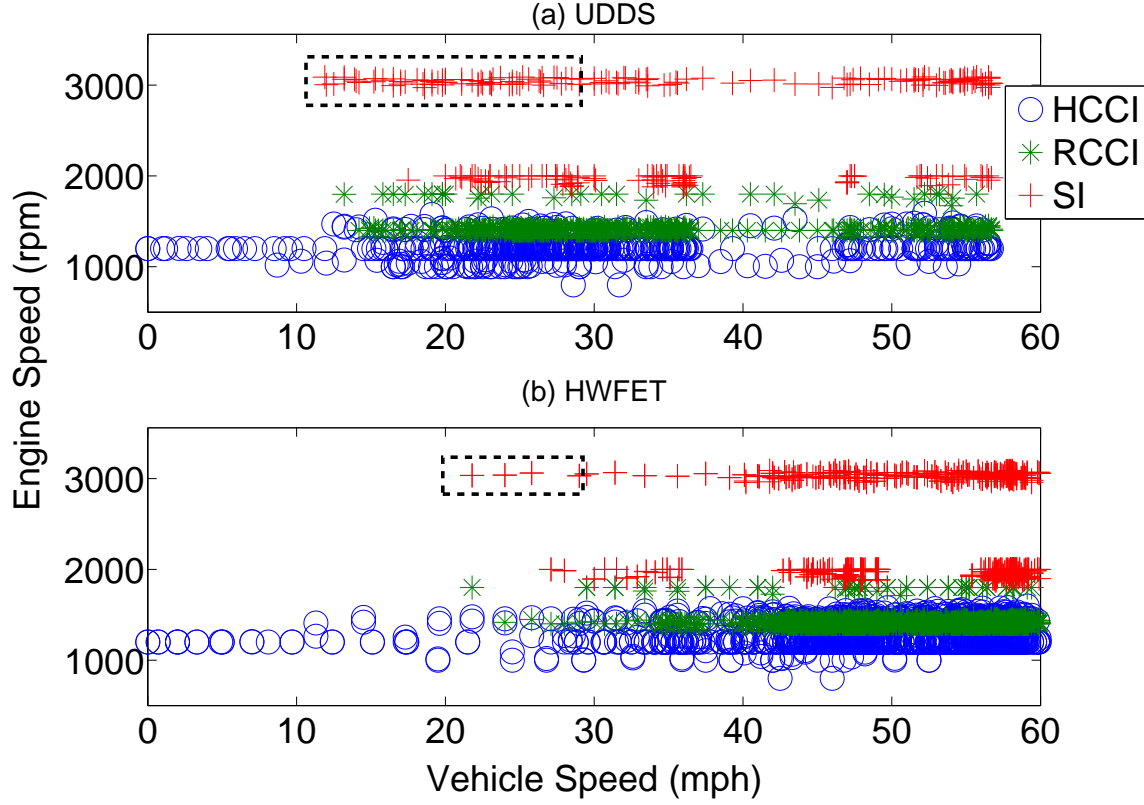 (a) UDDS
3000
2000
1000
0 10 20 30 40 50 60
HCCI
RCCI
SI
Engine Speed (rpm)
(b) HWFET
3000
2000
1000
0 10 20 30 40 50 60
Vehicle Speed (mph)